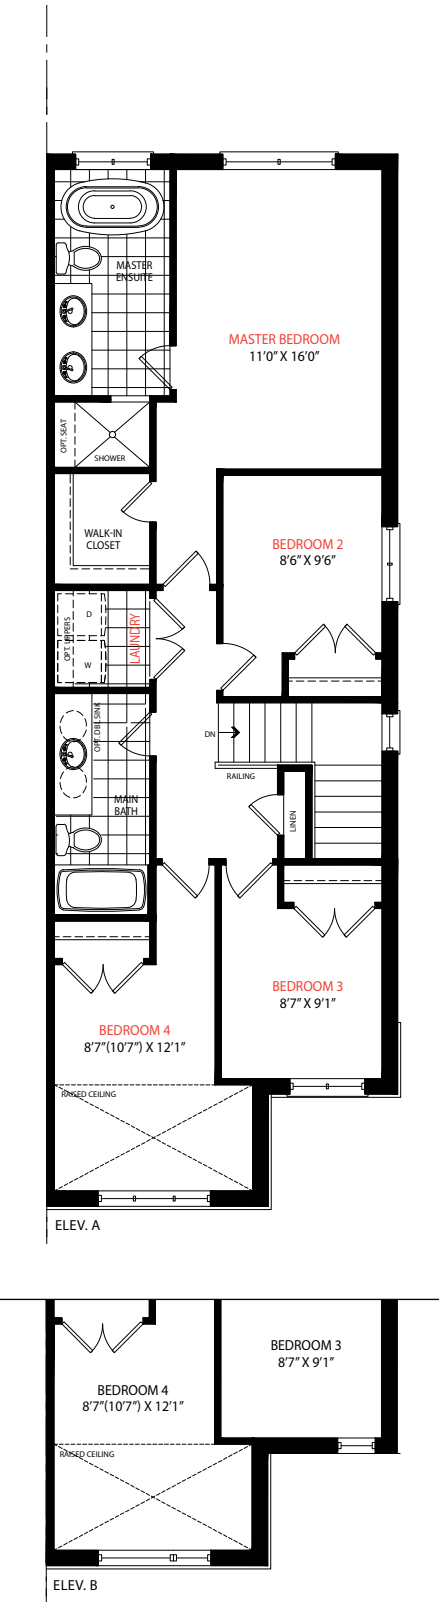 MASTER
ENSUITE
MASTER BEDROOM
11'0" X 16'0"
OPT. SEAT
SHOWER
WALK-IN
CLOSET
BEDROOM 2
8'6" X 9'6"
D
OPT. UPPERS
W
LAUNDRY
OPT. DBL SINK
DN
RAILING
MAIN
BATH
LINEN
BEDROOM 3
8'7" X 9'1"
BEDROOM 4
8'7"(10'7") X 12'1"
RAISED CEILING
ELEV. A
BEDROOM 3
8'7" X 9'1"
BEDROOM 4
8'7"(10'7") X 12'1"
RAISED CEILING
ELEV. B